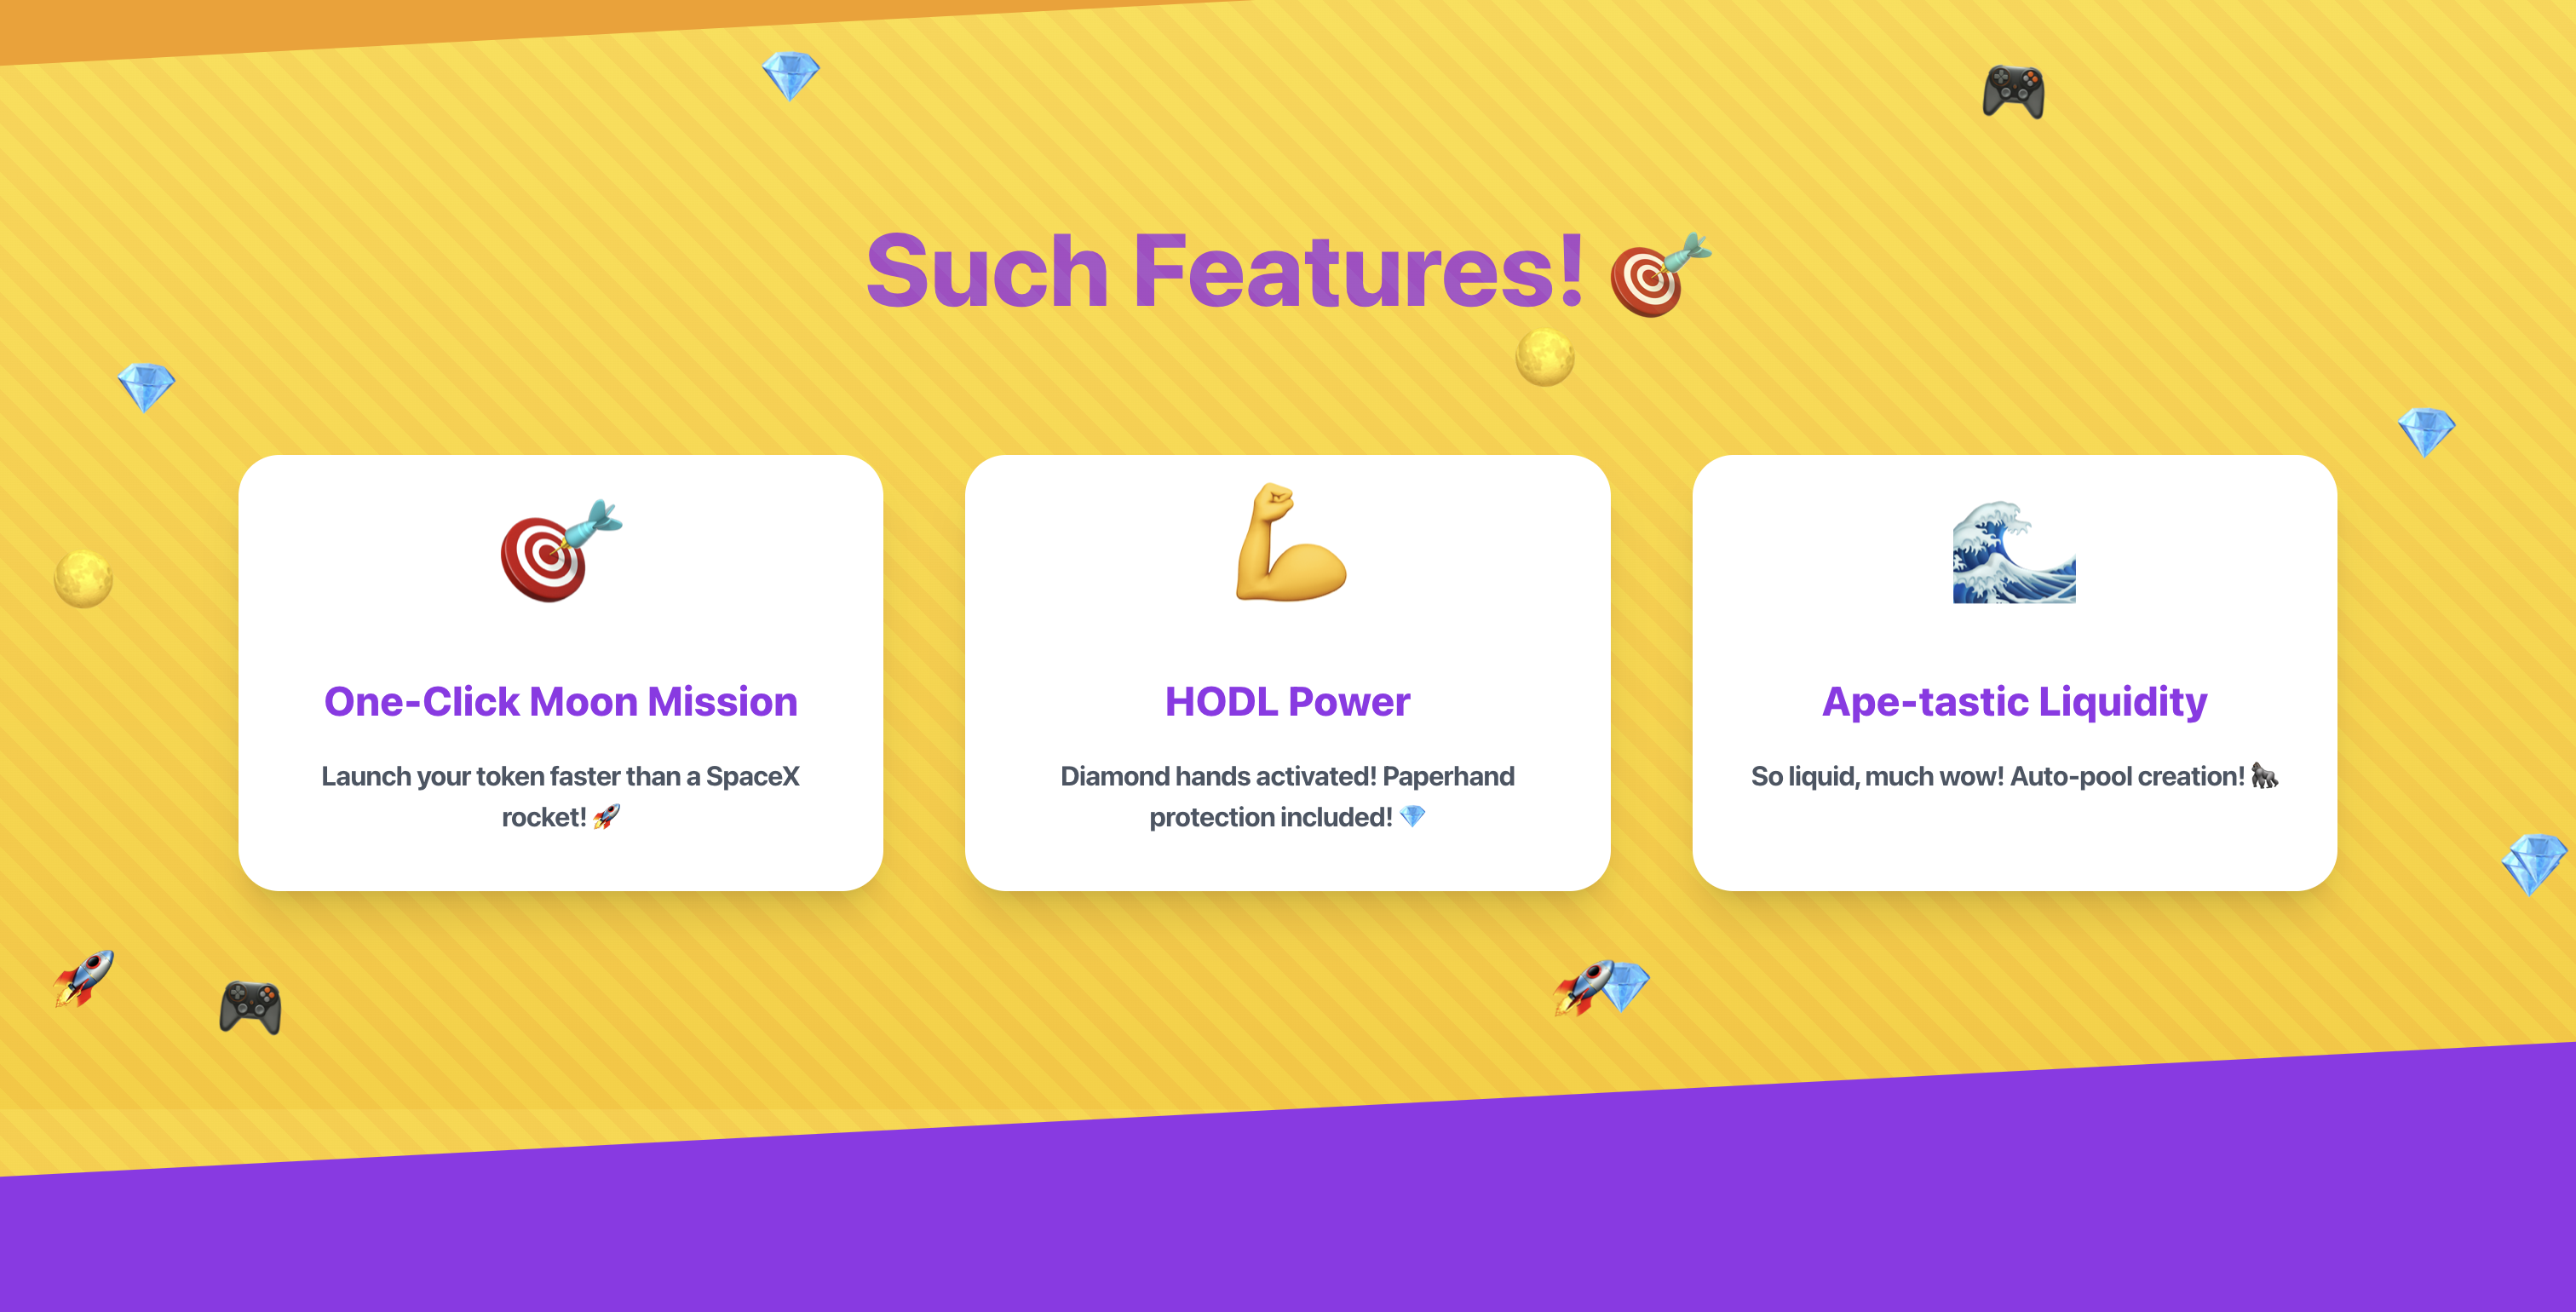 Such Features! 🎯
One-Click Moon Mission
Launch your token faster than a SpaceX
rocket! 🚀
HODL Power
Diamond hands activated! Paperhand
protection included! 💎
Ape-tastic Liquidity
So liquid, much wow! Auto-pool creation! 🦍